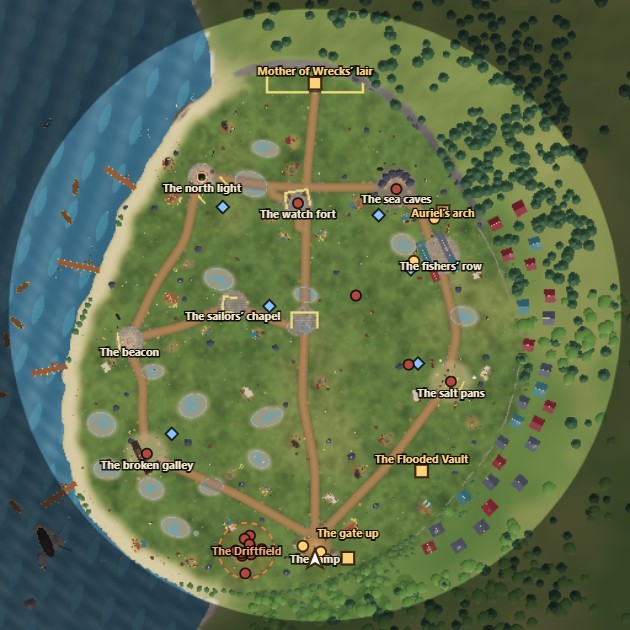 Mother of Wrecks' lair
The north light
The sea caves
The watch fort
Auriel's arch
The fishers' row
The sailors' chapel
The beacon
The salt pans
The Flooded Vault
The broken galley
The gate up
The Driftfield
The